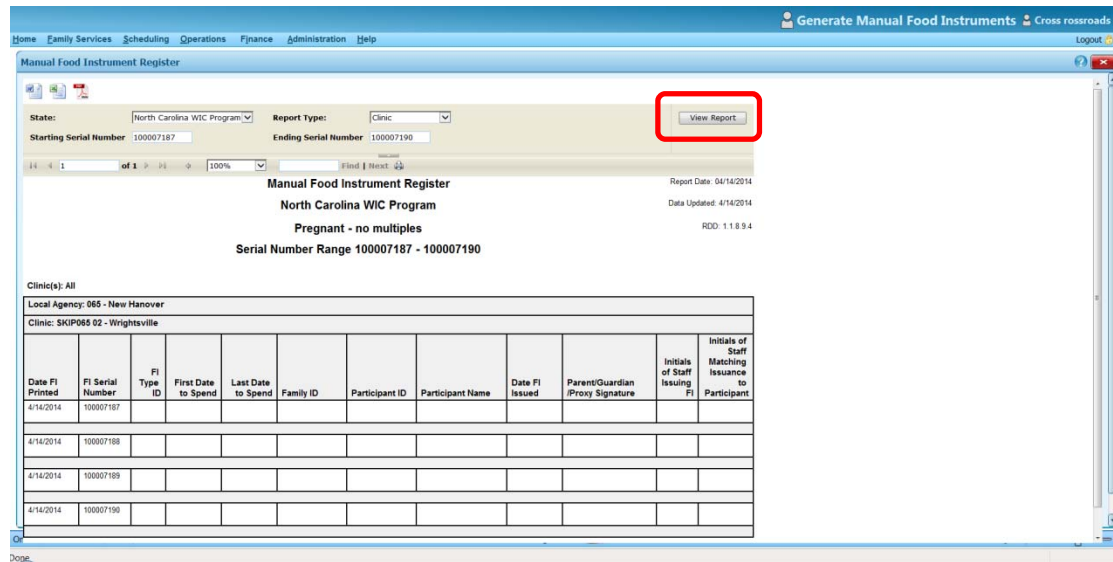 Generate Manual Food Instruments Cross rossroads
Home Family Services Scheduling Operations Finance Administration Help Logout
Manual Food Instrument Register
State: North Carolina WIC Program Report Type: Clinic View Report
Starting Serial Number 100007187 Ending Serial Number 100007190
1 of 1 100% Find | Next
Manual Food Instrument Register Report Date: 04/14/2014
North Carolina WIC Program Data Updated: 4/14/2014
Pregnant - no multiples RDD: 1.1.8.9.4
Serial Number Range 100007187 - 100007190
Clinic(s): All
Local Agency: 065 - New Hanover
Clinic: SKIP065 02 - Wrightsville
Date FI Printed FI Serial Number FI Type ID First Date to Spend Last Date to Spend Family ID Participant ID Participant Name Date FI Issued Parent/Guardian /Proxy Signature Initials of Staff Issuing FI Initials of Staff Matching Issuance to Participant
4/14/2014 100007187
4/14/2014 100007188
4/14/2014 100007189
4/14/2014 100007190
Done